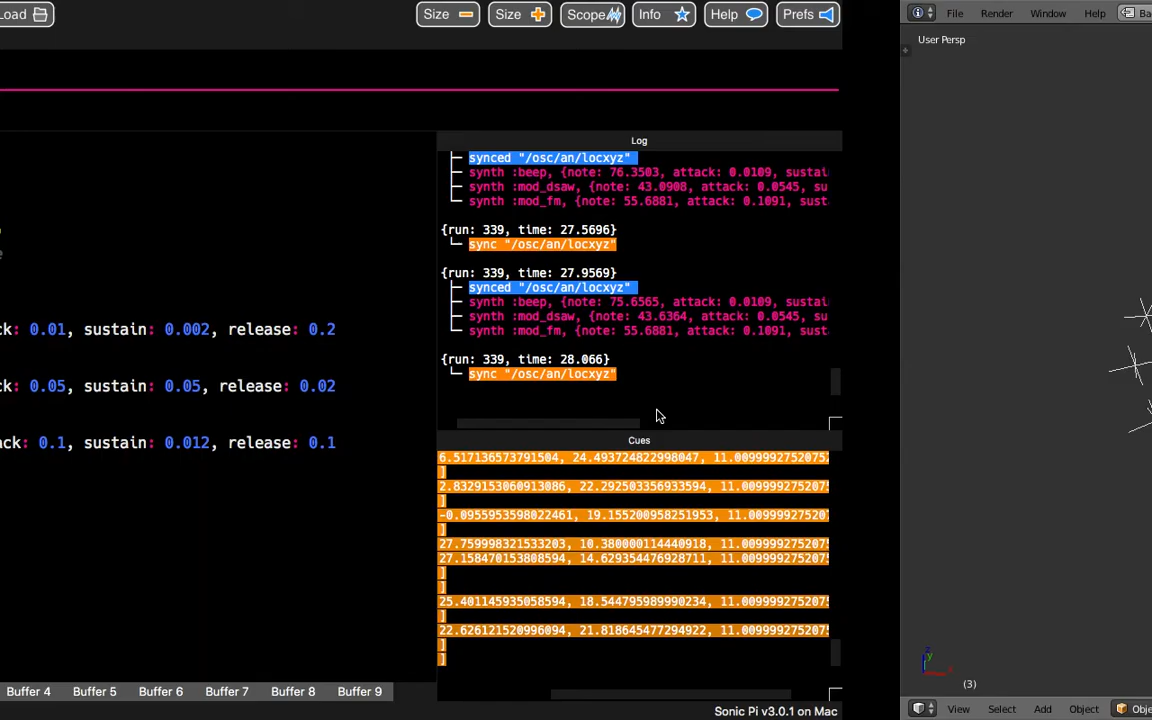 Load
Size
Size
Scope
Info
Help
Prefs
File
Render
Window
Help
Ba
User Persp
Log
synced "/osc/an/locxyz"
synth :beep, {note: 76.3503, attack: 0.0109, sustai
synth :mod_dsaw, {note: 43.0908, attack: 0.0545, su
synth :mod_fm, {note: 55.6881, attack: 0.1091, sust
{run: 339, time: 27.5696}
sync "/osc/an/locxyz"
{run: 339, time: 27.9569}
synced "/osc/an/locxyz"
synth :beep, {note: 75.6565, attack: 0.0109, sustai
synth :mod_dsaw, {note: 43.6364, attack: 0.0545, su
synth :mod_fm, {note: 55.6881, attack: 0.1091, sust
{run: 339, time: 28.066}
sync "/osc/an/locxyz"
ck: 0.01, sustain: 0.002, release: 0.2
ck: 0.05, sustain: 0.05, release: 0.02
ack: 0.1, sustain: 0.012, release: 0.1
Cues
6.517136573791504, 24.493724822998047, 11.0099992752075
]
2.8329153060913086, 22.292503356933594, 11.009999275207
]
-0.0955953598022461, 19.155200958251953, 11.00999927520
]
27.759998321533203, 10.380000114440918, 11.009999275207
27.158470153808594, 14.629354476928711, 11.009999275207
]
]
25.401145935058594, 18.544795989990234, 11.009999275207
]
22.626121520996094, 21.818645477294922, 11.009999275207
]
]
Buffer 4
Buffer 5
Buffer 6
Buffer 7
Buffer 8
Buffer 9
Sonic Pi v3.0.1 on Mac
(3)
View
Select
Add
Object
Obje